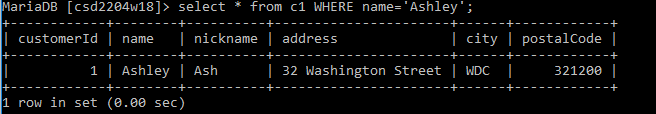 MariaDB [csd2204w18]> select * from c1 WHERE name='Ashley';
+------------+--------+----------+----------------------+------+------------+
| customerId | name   | nickname | address              | city | postalCode |
+------------+--------+----------+----------------------+------+------------+
|          1 | Ashley | Ash      | 32 Washington Street | WDC  |     321200 |
+------------+--------+----------+----------------------+------+------------+
1 row in set (0.00 sec)